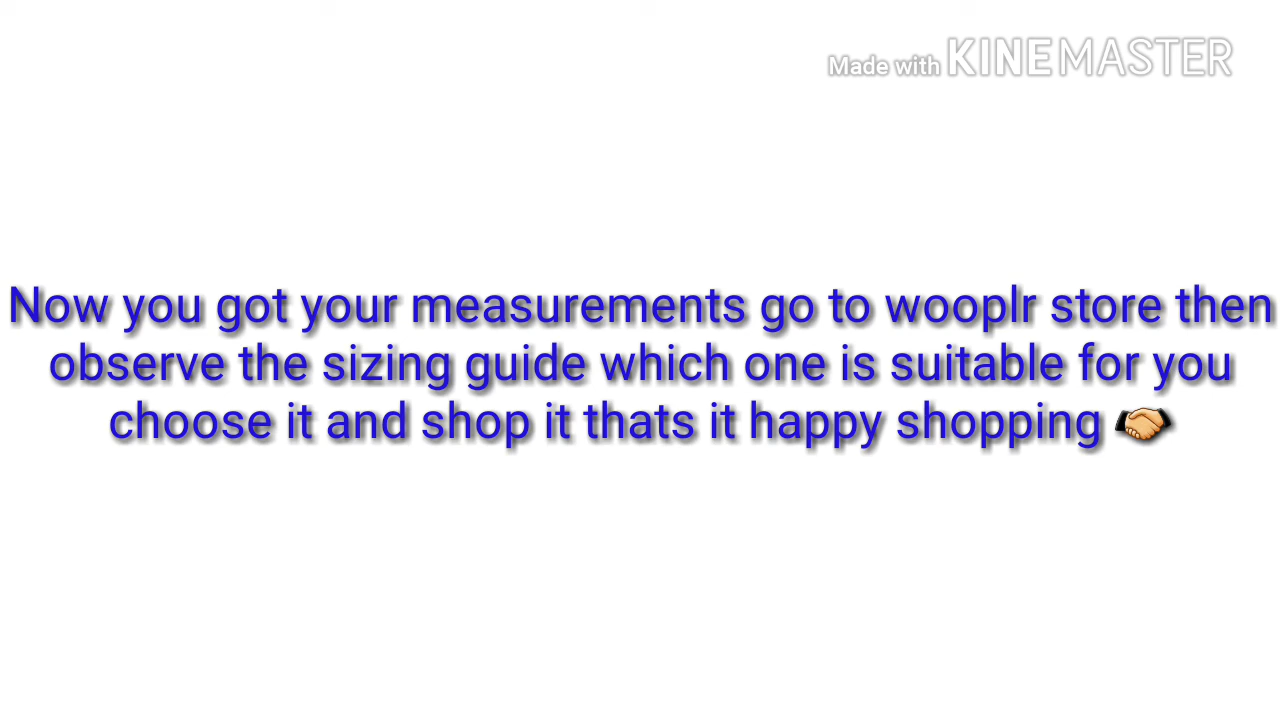 Made with KINEMASTER
Now you got your measurements go to wooplr store then
observe the sizing guide which one is suitable for you
choose it and shop it thats it happy shopping 🤝